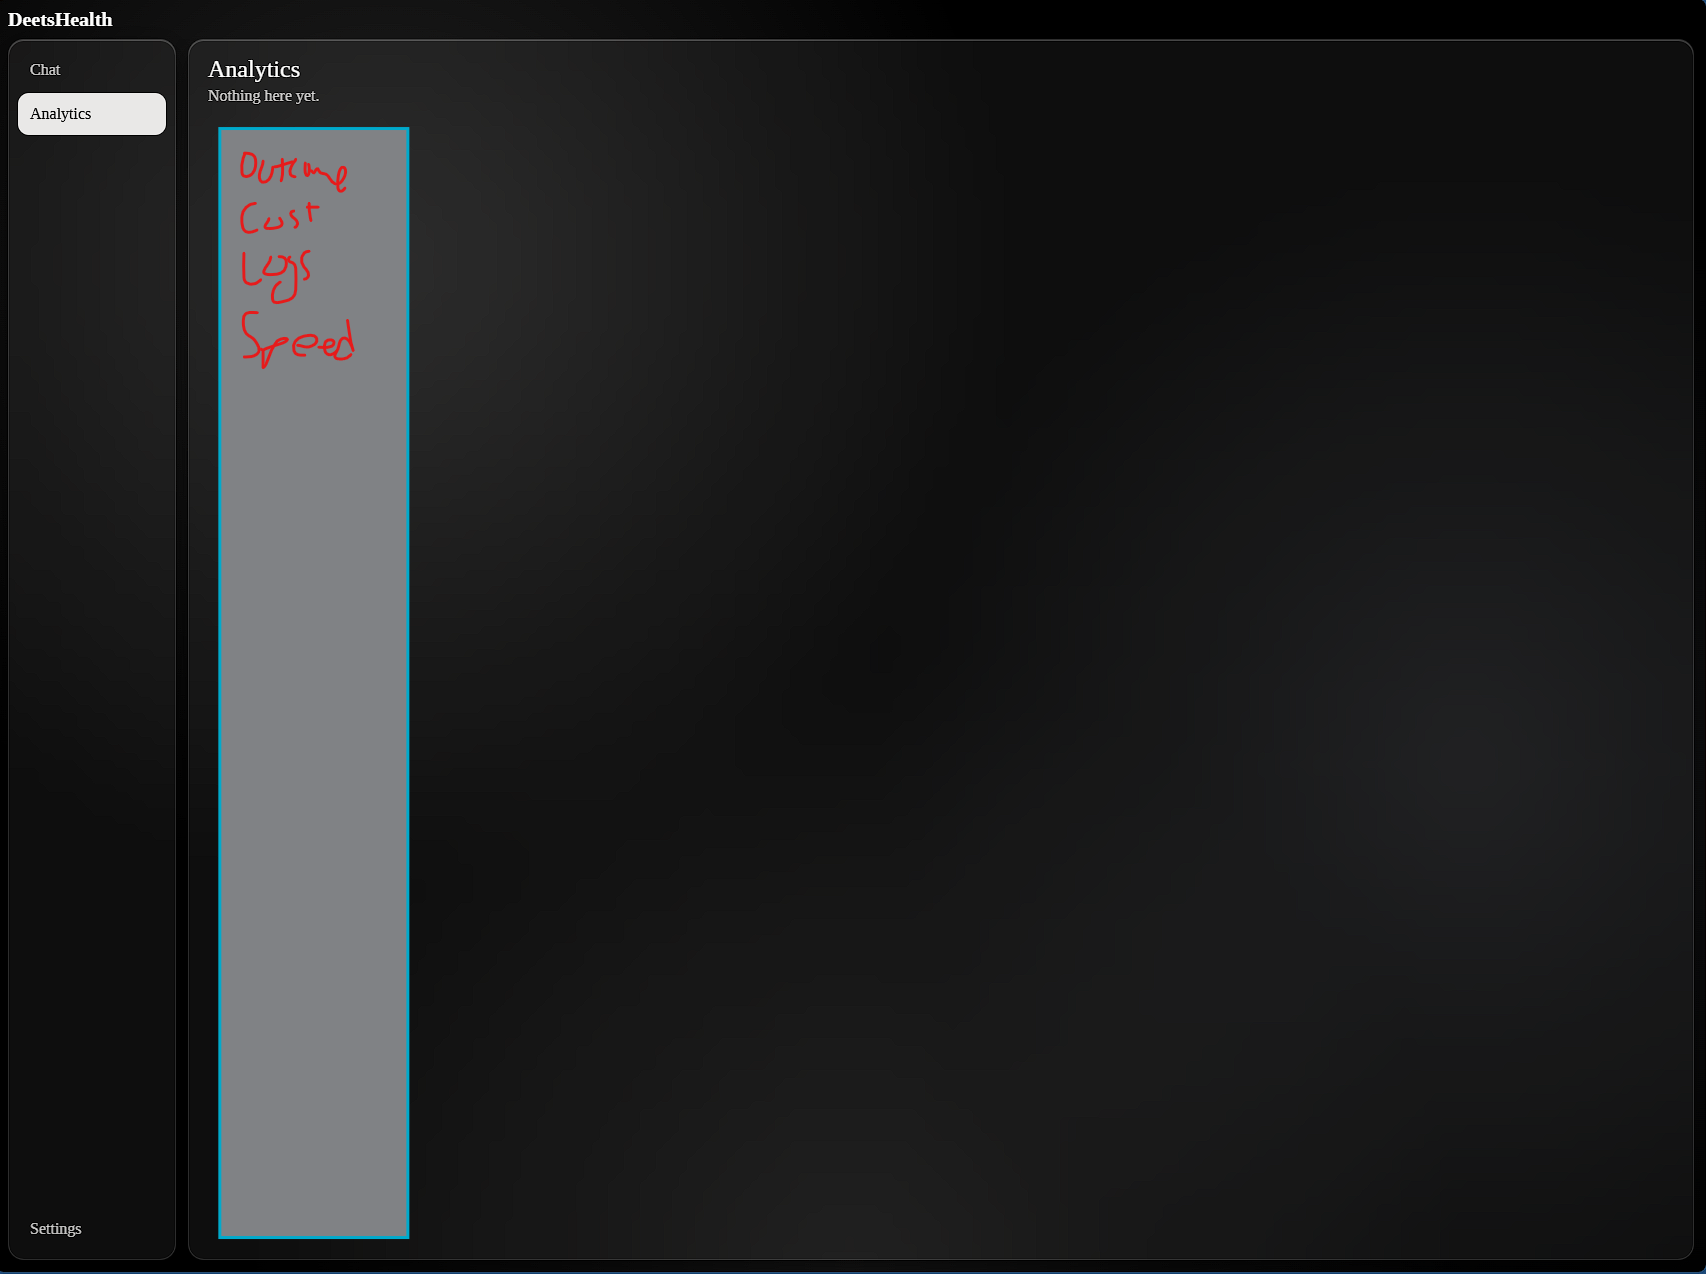 DeetsHealth
Chat
Analytics
Settings
Analytics
Nothing here yet.
Outcome
Cost
Logs
Speed